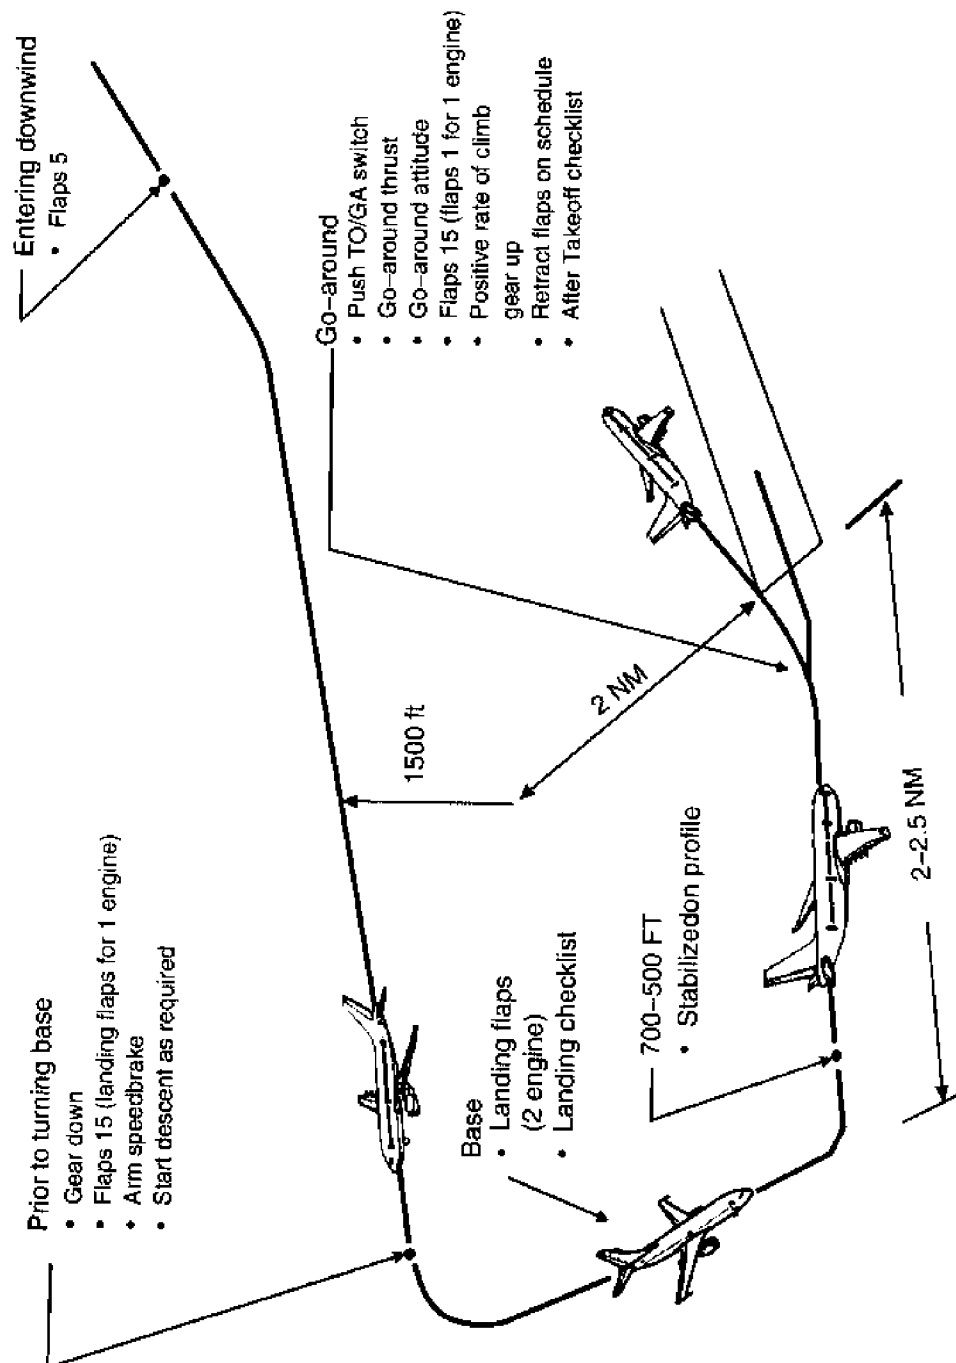 Entering downwind
• Flaps 5
Go–around
• Push TO/GA switch
• Go–around thrust
• Go–around attitude
• Flaps 15 (flaps 1 for 1 engine)
• Positive rate of climb
gear up
• Retract flaps on schedule
• After Takeoff checklist
Prior to turning base
• Gear down
• Flaps 15 (landing flaps for 1 engine)
• Arm speedbrake
• Start descent as required
1500 ft
2 NM
Base
• Landing flaps
(2 engine)
• Landing checklist
700–500 FT
• Stabilizedon profile
2–2.5 NM